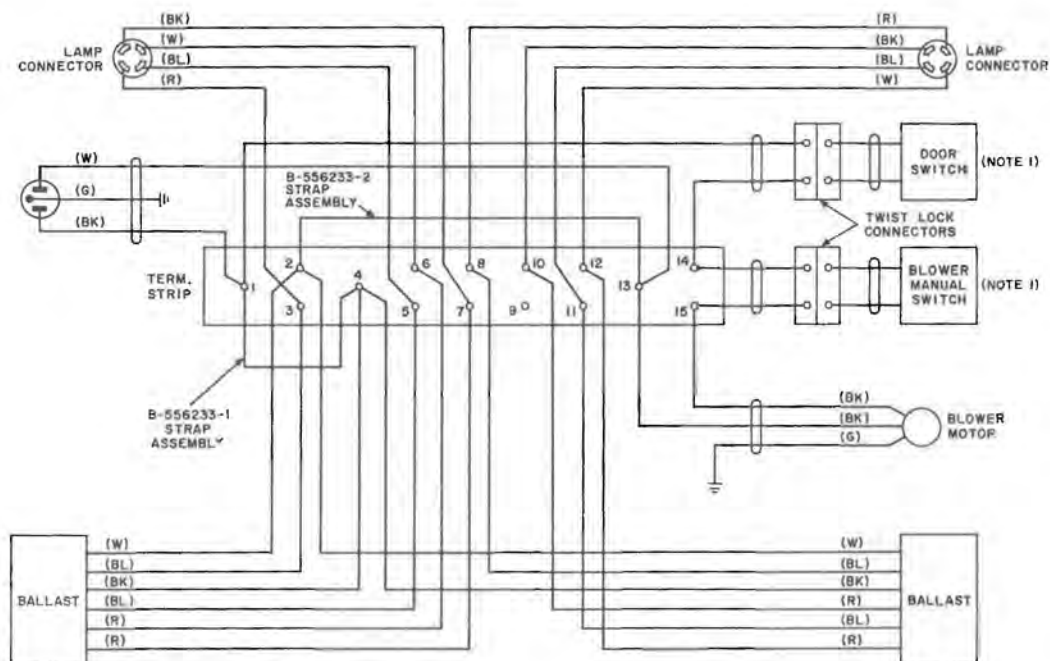 (BK)
(W)
(BL)
(R)
LAMP
CONNECTOR
(R)
(BK)
(BL)
(W)
LAMP
CONNECTOR
(W)
(G)
(BK)
B-556233-2
STRAP
ASSEMBLY
DOOR
SWITCH
(NOTE 1)
TWIST LOCK
CONNECTORS
TERM.
STRIP
1
2
3
4
5
6
7
8
9
10
11
12
13
14
15
BLOWER
MANUAL
SWITCH
(NOTE 1)
B-556233-1
STRAP
ASSEMBLY
(BK)
(BK)
(G)
BLOWER
MOTOR
BALLAST
(W)
(BL)
(BK)
(BL)
(R)
(R)
(W)
(BL)
(BK)
(R)
(BL)
(R)
BALLAST